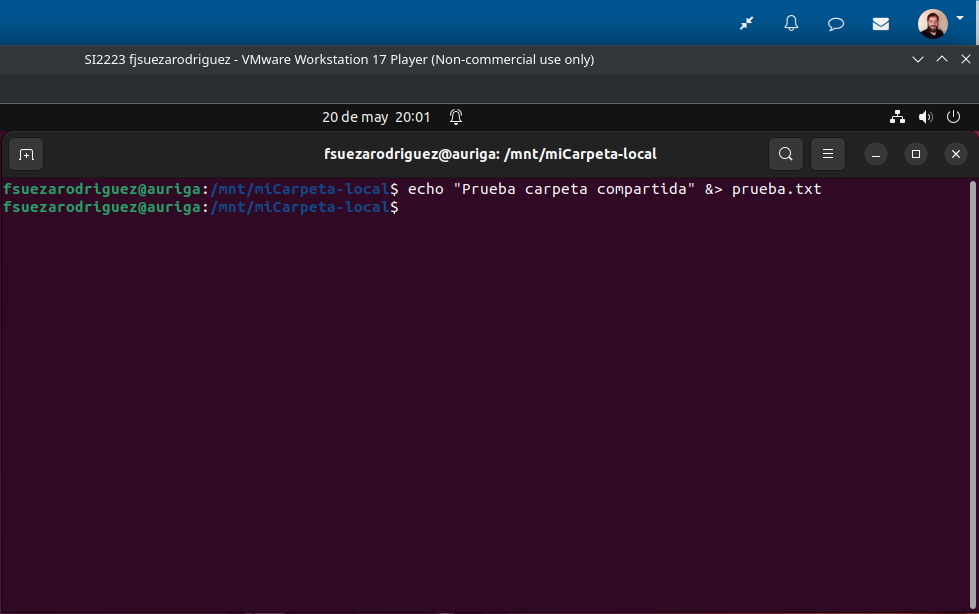 SI2223 fjsuezarodriguez - VMware Workstation 17 Player (Non-commercial use only)
20 de may 20:01
fsuezarodriguez@auriga: /mnt/miCarpeta-local
fsuezarodriguez@auriga:/mnt/miCarpeta-local$ echo "Prueba carpeta compartida" &> prueba.txt
fsuezarodriguez@auriga:/mnt/miCarpeta-local$